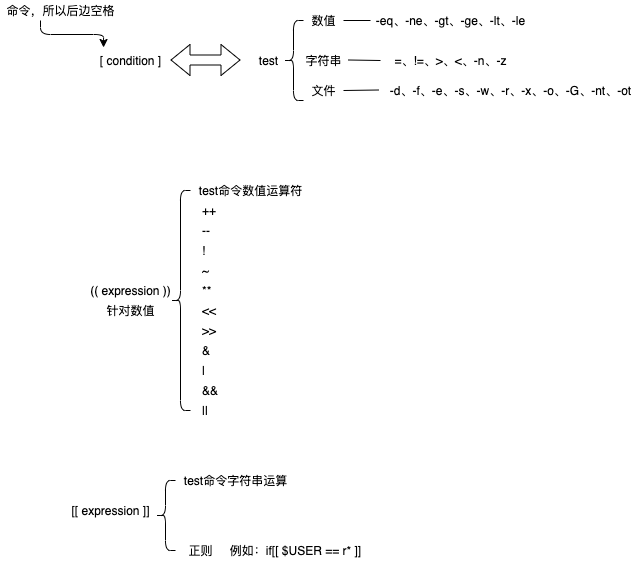 命令，所以后边空格
[ condition ]
test
数值 -eq、-ne、-gt、-ge、-lt、-le
字符串 =、!=、>、<、-n、-z
文件 -d、-f、-e、-s、-w、-r、-x、-o、-G、-nt、-ot
(( expression ))
针对数值
test命令数值运算符
++
--
!
~
**
<<
>>
&
|
&&
||
[[ expression ]]
test命令字符串运算
正则 例如：if[[ $USER == r* ]]